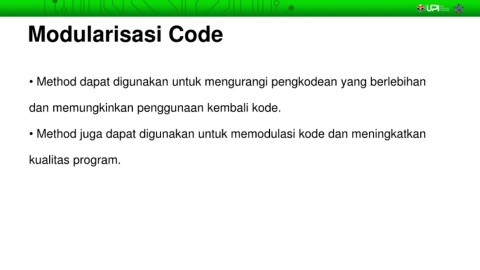 UPI
Modularisasi Code
• Method dapat digunakan untuk mengurangi pengkodean yang berlebihan
dan memungkinkan penggunaan kembali kode.
• Method juga dapat digunakan untuk memodulasi kode dan meningkatkan
kualitas program.